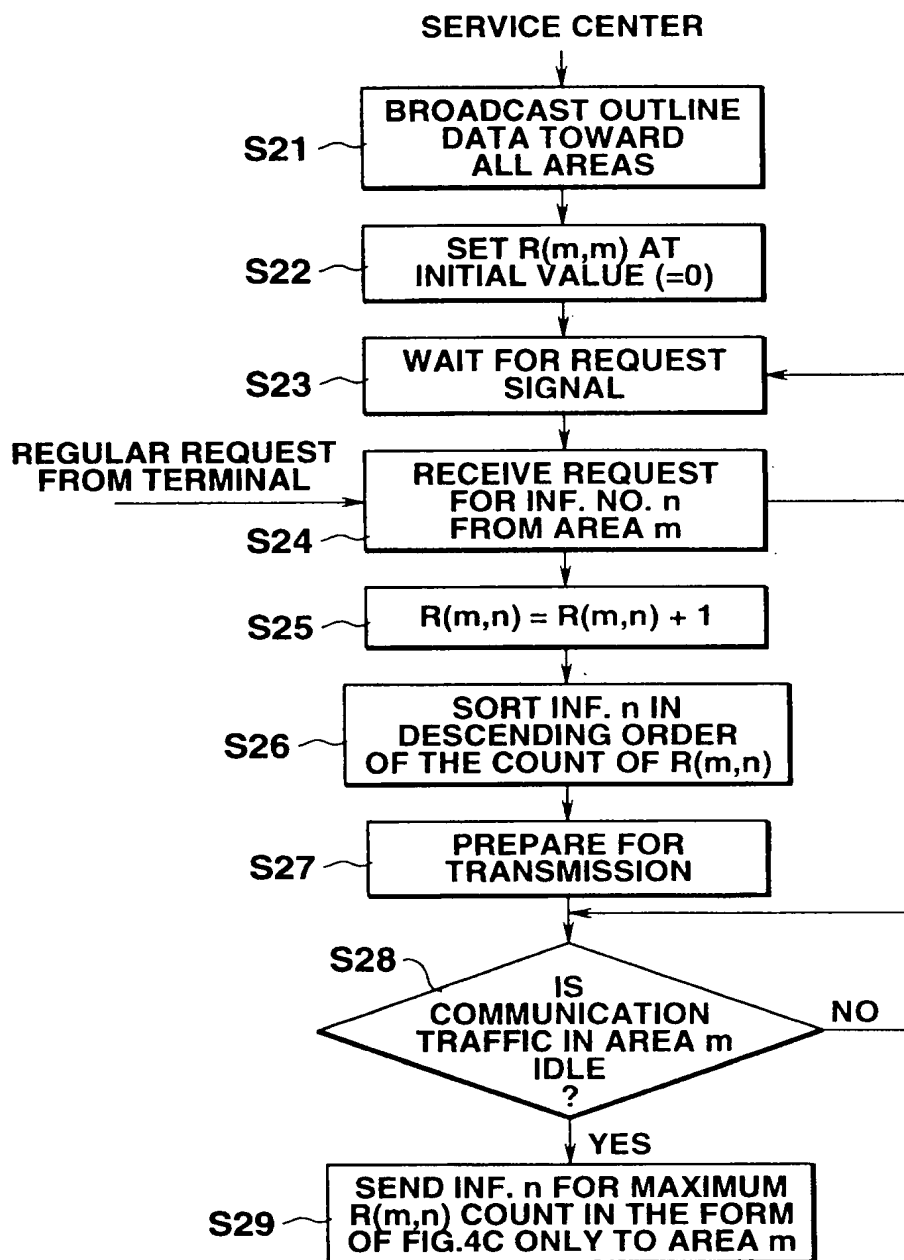 SERVICE CENTER
S21
BROADCAST OUTLINE
DATA TOWARD
ALL AREAS
S22
SET R(m,m) AT
INITIAL VALUE (=0)
S23
WAIT FOR REQUEST
SIGNAL
REGULAR REQUEST
FROM TERMINAL
S24
RECEIVE REQUEST
FOR INF. NO. n
FROM AREA m
S25
R(m,n) = R(m,n) + 1
S26
SORT INF. n IN
DESCENDING ORDER
OF THE COUNT OF R(m,n)
S27
PREPARE FOR
TRANSMISSION
S28
IS
COMMUNICATION
TRAFFIC IN AREA m
IDLE
?
NO
YES
S29
SEND INF. n FOR MAXIMUM
R(m,n) COUNT IN THE FORM
OF FIG.4C ONLY TO AREA m